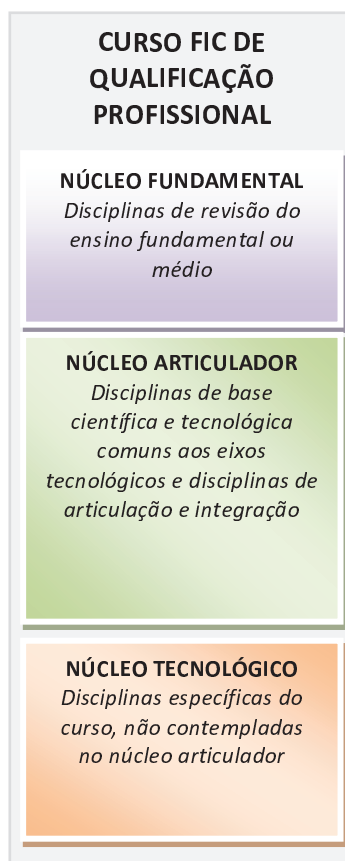 CURSO FIC DE
QUALIFICAÇÃO
PROFISSIONAL
NÚCLEO FUNDAMENTAL
Disciplinas de revisão do
ensino fundamental ou
médio
NÚCLEO ARTICULADOR
Disciplinas de base
científica e tecnológica
comuns aos eixos
tecnológicos e disciplinas de
articulação e integração
NÚCLEO TECNOLÓGICO
Disciplinas específicas do
curso, não contempladas
no núcleo articulador